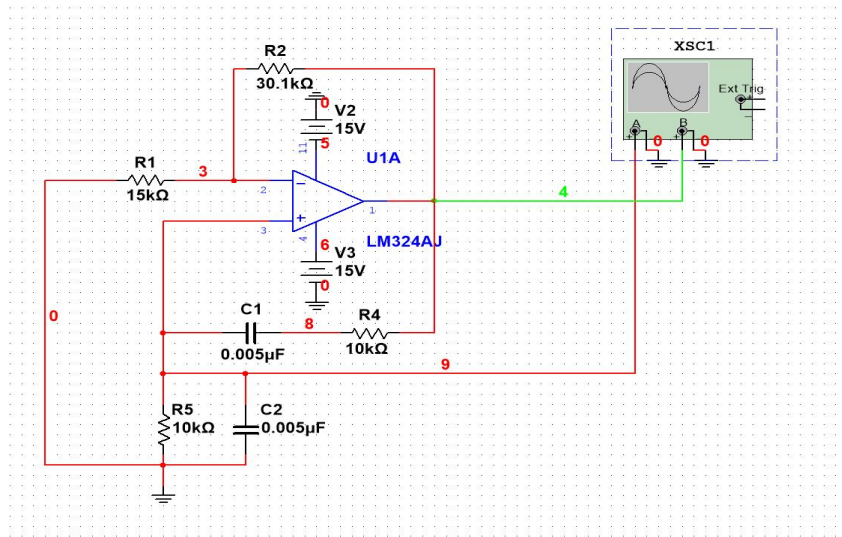 XSC1
Ext Trig
+
−
A
B
+
−
+
−
0
0
R2
30.1kΩ
0
V2
15V
5
11
U1A
R1
15kΩ
3
2
−
+
3
1
4
4
LM324AJ
6
V3
15V
0
0
C1
0.005µF
8
R4
10kΩ
9
R5
10kΩ
C2
0.005µF